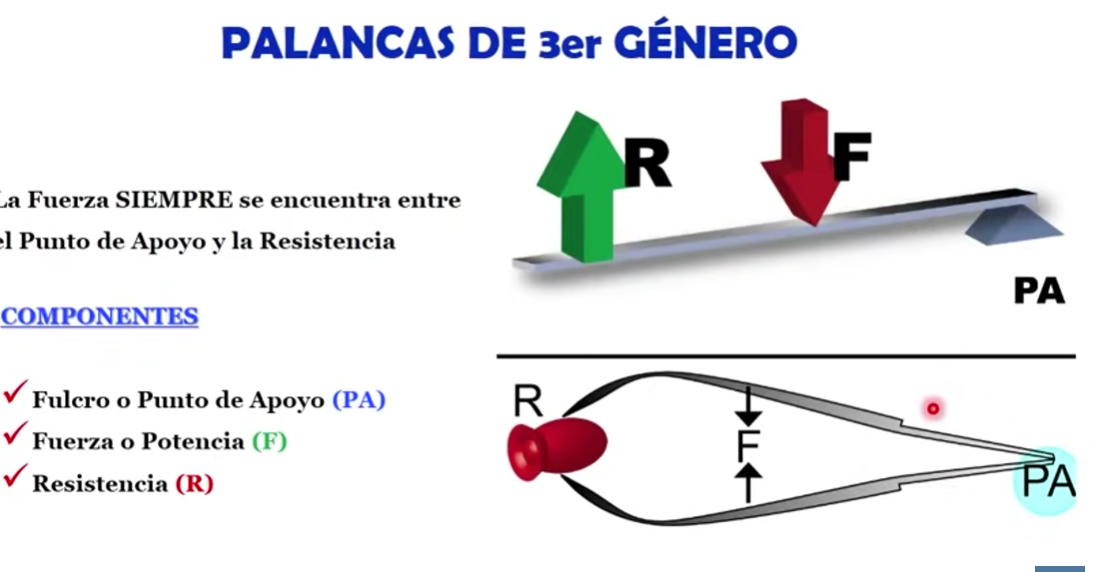 PALANCAS DE 3er GÉNERO
La Fuerza SIEMPRE se encuentra entre
el Punto de Apoyo y la Resistencia
COMPONENTES
Fulcro o Punto de Apoyo (PA)
Fuerza o Potencia (F)
Resistencia (R)
R
F
PA
R
F
PA